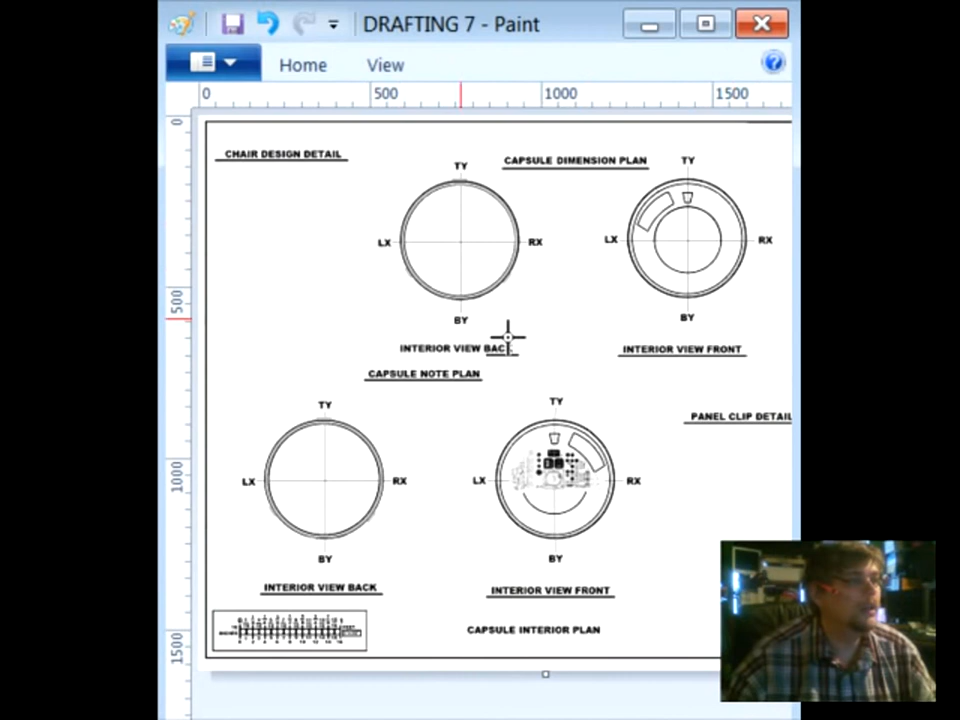 DRAFTING 7 - Paint
Home View
0 500 1000 1500
0
500
1000
1500
CHAIR DESIGN DETAIL
CAPSULE DIMENSION PLAN
TY
TY
LX
RX
LX
RX
BY
BY
INTERIOR VIEW BACK
INTERIOR VIEW FRONT
CAPSULE NOTE PLAN
PANEL CLIP DETAIL
TY
TY
LX
RX
LX
RX
BY
BY
INTERIOR VIEW BACK
INTERIOR VIEW FRONT
CAPSULE INTERIOR PLAN